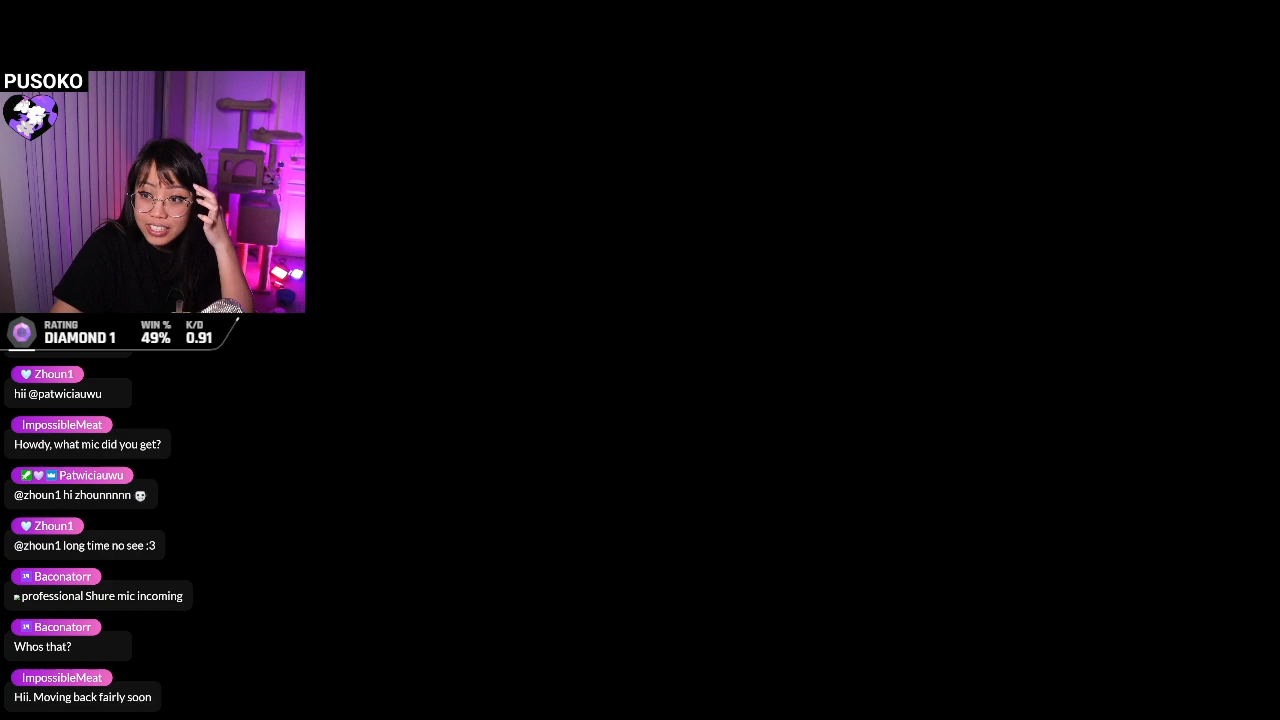 PUSOKO
RATING WIN % K/D
DIAMOND 1 49% 0.91
Zhoun1
hii @patwiciauwu
ImpossibleMeat
Howdy, what mic did you get?
Patwiciauwu
@zhoun1 hi zhounnnnn
Zhoun1
@zhoun1 long time no see :3
Baconatorr
professional Shure mic incoming
Baconatorr
Whos that?
ImpossibleMeat
Hii. Moving back fairly soon